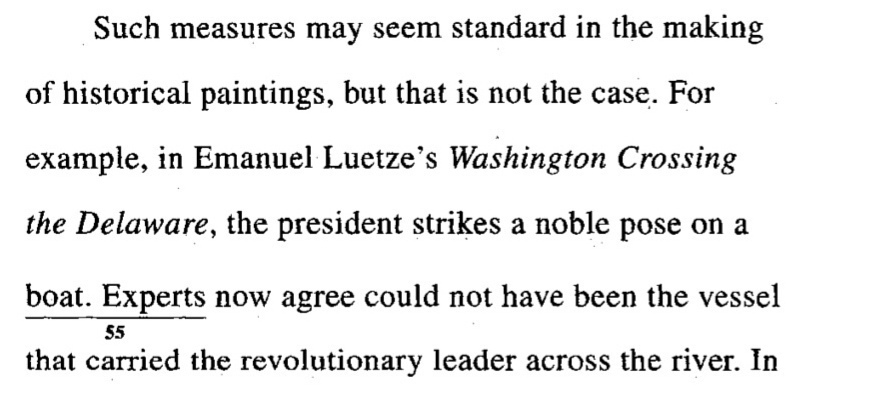 Such measures may seem standard in the making
of historical paintings, but that is not the case. For
example, in Emanuel Luetze's Washington Crossing
the Delaware, the president strikes a noble pose on a
boat. Experts now agree could not have been the vessel
55
that carried the revolutionary leader across the river. In